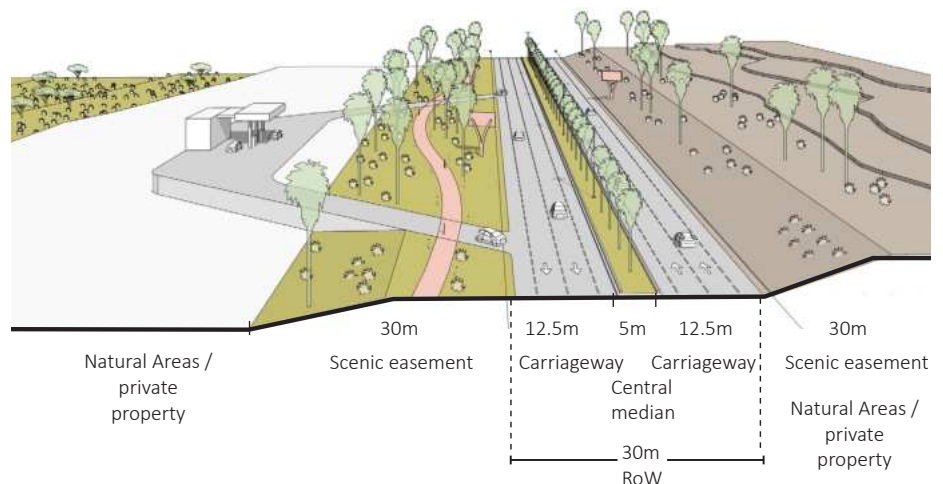 30m
12.5m
5m
12.5m
30m
Natural Areas /
private
property
Scenic easement
Carriageway
Central
median
Carriageway
Scenic easement
Natural Areas /
private
property
30m
RoW